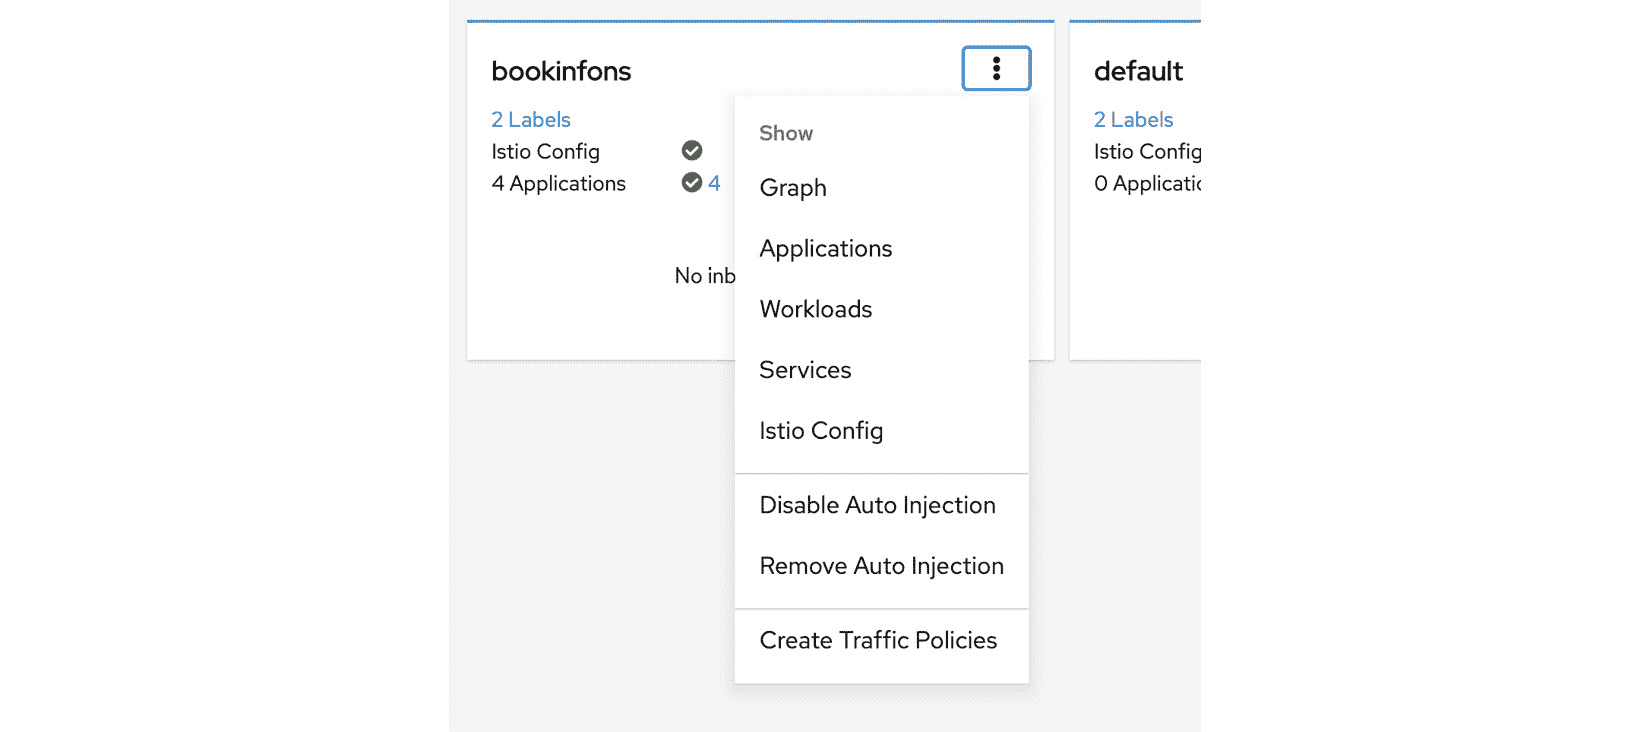 bookinfons
2 Labels
Istio Config
4 Applications 4
No inb
Show
Graph
Applications
Workloads
Services
Istio Config
Disable Auto Injection
Remove Auto Injection
Create Traffic Policies
default
2 Labels
Istio Config
0 Applicatic